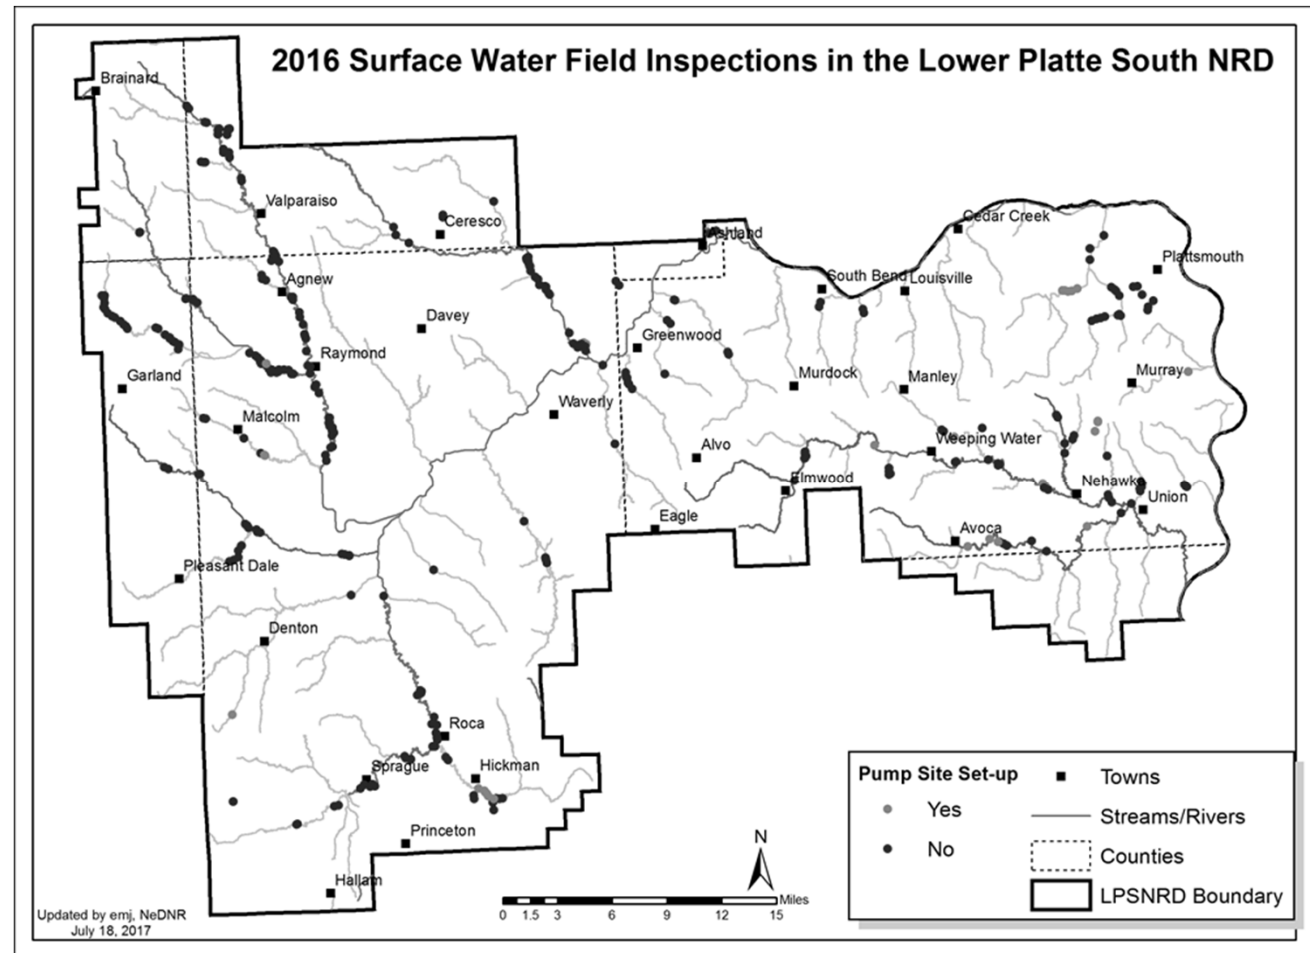 2016 Surface Water Field Inspections in the Lower Platte South NRD
Brainard
Valparaiso
Ceresco
Ashland
Cedar Creek
Plattsmouth
Agnew
South Bend
Louisville
Davey
Greenwood
Raymond
Garland
Murdock
Manley
Murray
Waverly
Malcolm
Alvo
Weeping Water
Elmwood
Nehawka
Union
Eagle
Avoca
Pleasant Dale
Denton
Roca
Sprague
Hickman
Princeton
Hallam
Pump Site Set-up
Yes
No
Towns
Streams/Rivers
Counties
LPSNRD Boundary
N
Miles
0 1.5 3 6 9 12 15
Updated by emj, NeDNR
July 18, 2017